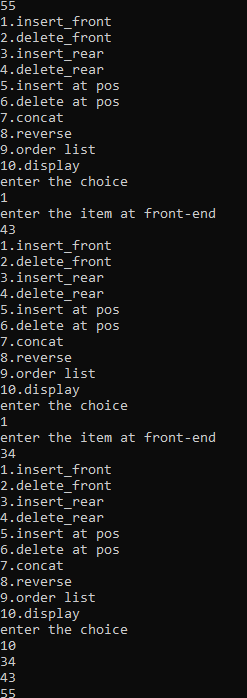 55
1.insert_front
2.delete_front
3.insert_rear
4.delete_rear
5.insert at pos
6.delete at pos
7.concat
8.reverse
9.order list
10.display
enter the choice
1
enter the item at front-end
43
1.insert_front
2.delete_front
3.insert_rear
4.delete_rear
5.insert at pos
6.delete at pos
7.concat
8.reverse
9.order list
10.display
enter the choice
1
enter the item at front-end
34
1.insert_front
2.delete_front
3.insert_rear
4.delete_rear
5.insert at pos
6.delete at pos
7.concat
8.reverse
9.order list
10.display
enter the choice
10
34
43
55